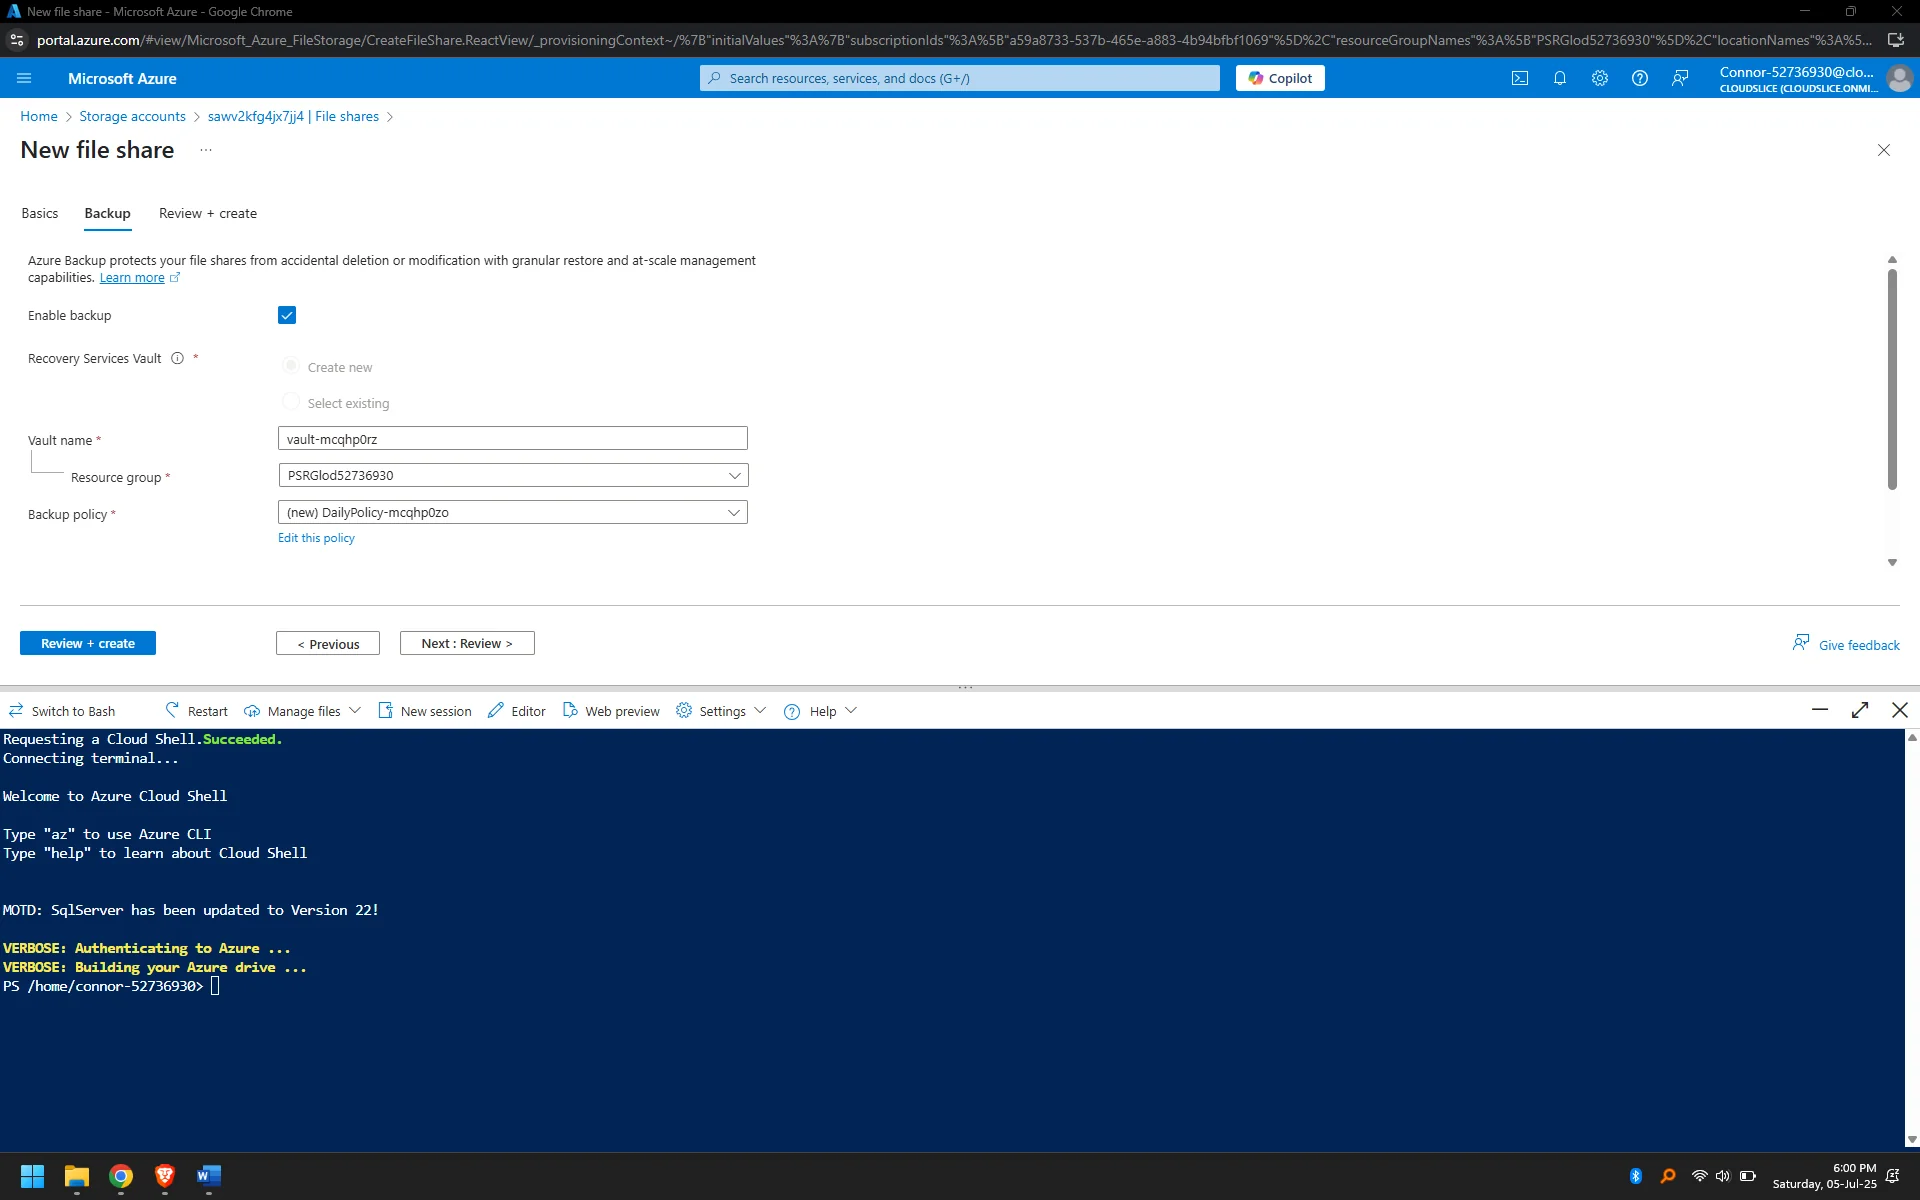 New file share - Microsoft Azure - Google Chrome
portal.azure.com/#view/Microsoft_Azure_FileStorage/CreateFileShare.ReactView/_provisioningContext~/%7B"initialValues"%3A%7B"subscriptionIds"%3A%5B"a59a8733-537b-465e-a883-4b94bfbf1069"%5D%2C"resourceGroupNames"%3A%5B"PSRGlod52736930"%5D%2C"locationNames"%3A%5...
Microsoft Azure
Search resources, services, and docs (G+/)
Copilot
Connor-52736930@clo...
CLOUDSLICE (CLOUDSLICE.ONMI...
Home > Storage accounts > sawv2kfg4jx7jj4 | File shares >
New file share ...
Basics Backup Review + create
Azure Backup protects your file shares from accidental deletion or modification with granular restore and at-scale management
capabilities. Learn more
Enable backup
Recovery Services Vault *
Create new
Select existing
Vault name *
vault-mcqhp0rz
Resource group *
PSRGlod52736930
Backup policy *
(new) DailyPolicy-mcqhp0zo
Edit this policy
Review + create
< Previous
Next : Review >
Give feedback
Switch to Bash Restart Manage files New session Editor Web preview Settings Help
Requesting a Cloud Shell.Succeeded.
Connecting terminal...
Welcome to Azure Cloud Shell
Type "az" to use Azure CLI
Type "help" to learn about Cloud Shell
MOTD: SqlServer has been updated to Version 22!
VERBOSE: Authenticating to Azure ...
VERBOSE: Building your Azure drive ...
PS /home/connor-52736930>
6:00 PM
Saturday, 05-Jul-25